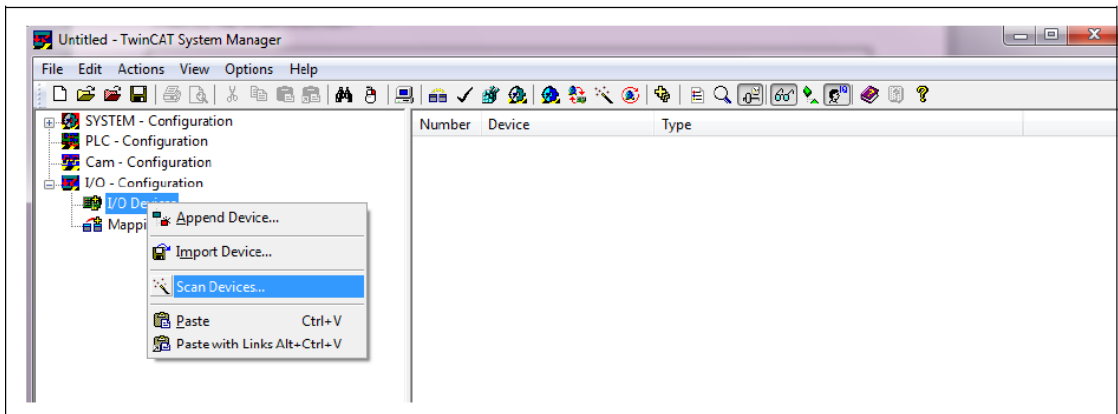 Untitled - TwinCAT System Manager
File Edit Actions View Options Help
SYSTEM - Configuration
PLC - Configuration
Cam - Configuration
I/O - Configuration
I/O Devices
Mappi
Number Device Type
Append Device...
Import Device...
Scan Devices...
Paste Ctrl+V
Paste with Links Alt+Ctrl+V